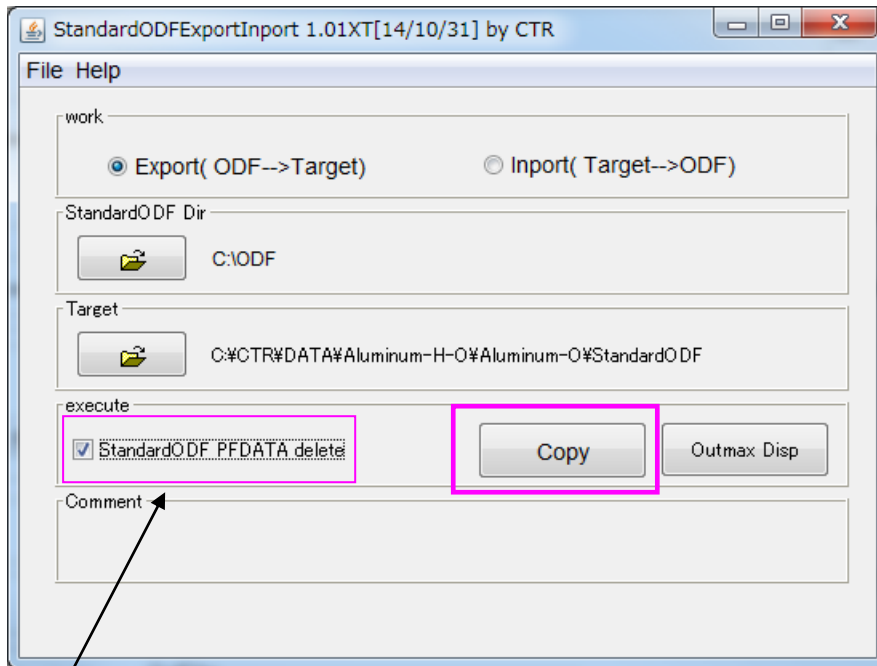 StandardODFExportInport 1.01XT[14/10/31] by CTR
File Help
work
Export( ODF-->Target)
Inport( Target-->ODF)
StandardODF Dir
C:\ODF
Target
C:¥CTR¥DATA¥Aluminum-H-O¥Aluminum-O¥StandardODF
execute
StandardODF PFDATA delete
Copy
Outmax Disp
Comment